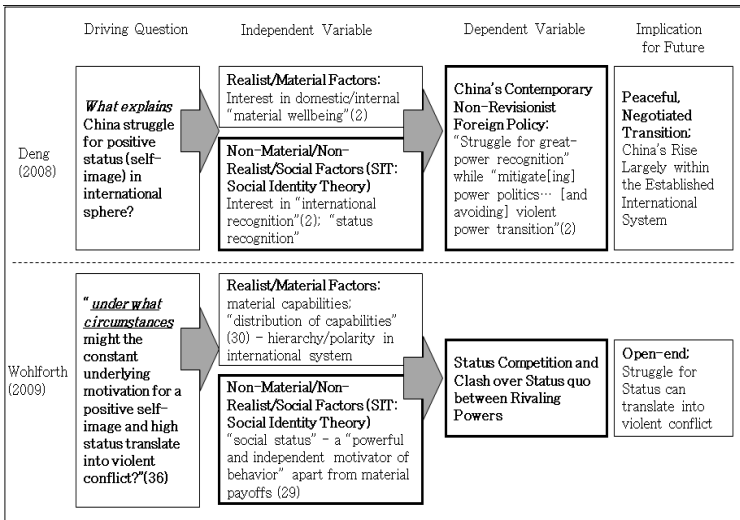 Driving Question
Independent Variable
Dependent Variable
Implication
for Future
Deng
(2008)
What explains
China struggle
for positive
status (self-
image) in
international
sphere?
Realist/Material Factors:
Interest in domestic/internal
“material wellbeing”(2)
Non-Material/Non-
Realist/Social Factors (SIT:
Social Identity Theory)
Interest in “international
recognition”(2); “status
recognition”
China's Contemporary
Non-Revisionist
Foreign Policy:
“Struggle for great-
power recognition”
while “mitigate[ing]
power politics… [and
avoiding] violent
power transition”(2)
Peaceful,
Negotiated
Transition;
China's Rise
Largely within
the Established
International
System
Wohlforth
(2009)
“under what
circumstances
might the
constant
underlying
motivation for a
positive self-
image and high
status translate
into violent
conflict?”(36)
Realist/Material Factors:
material capabilities;
“distribution of capabilities”
(30) - hierarchy/polarity in
international system
Non-Material/Non-
Realist/Social Factors (SIT:
Social Identity Theory)
“social status” - a “powerful
and independent motivator of
behavior” apart from material
payoffs (29)
Status Competition and
Clash over Status quo
between Rivaling
Powers
Open-end;
Struggle for
Status can
translate into
violent conflict